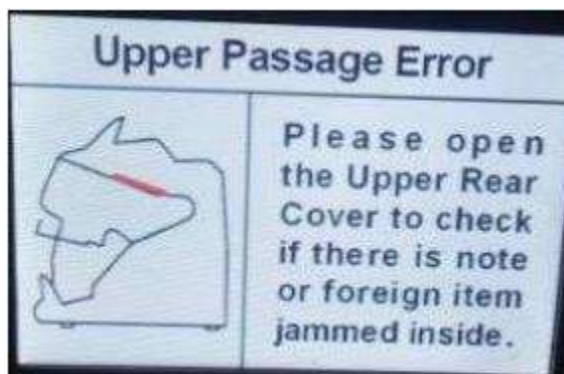 Upper Passage Error
Please open
the Upper Rear
Cover to check
if there is note
or foreign item
jammed inside.